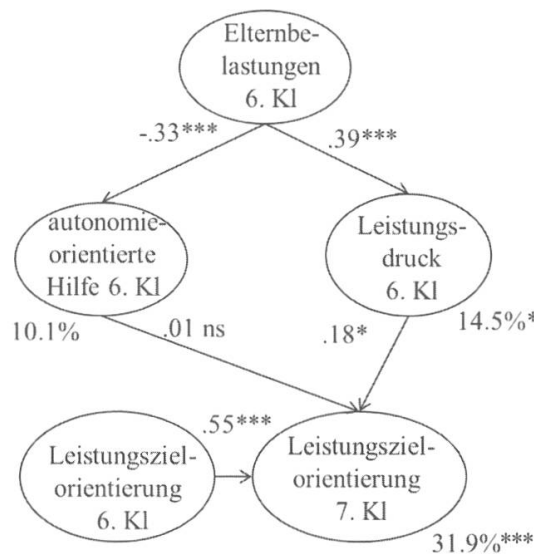 Elternbe-
lastungen
6. Kl
-.33***
.39***
autonomie-
orientierte
Hilfe 6. Kl
Leistungs-
druck
6. Kl
10.1%
.01 ns
.18*
14.5%*
.55***
Leistungsziel-
orientierung
6. Kl
Leistungsziel-
orientierung
7. Kl
31.9%***